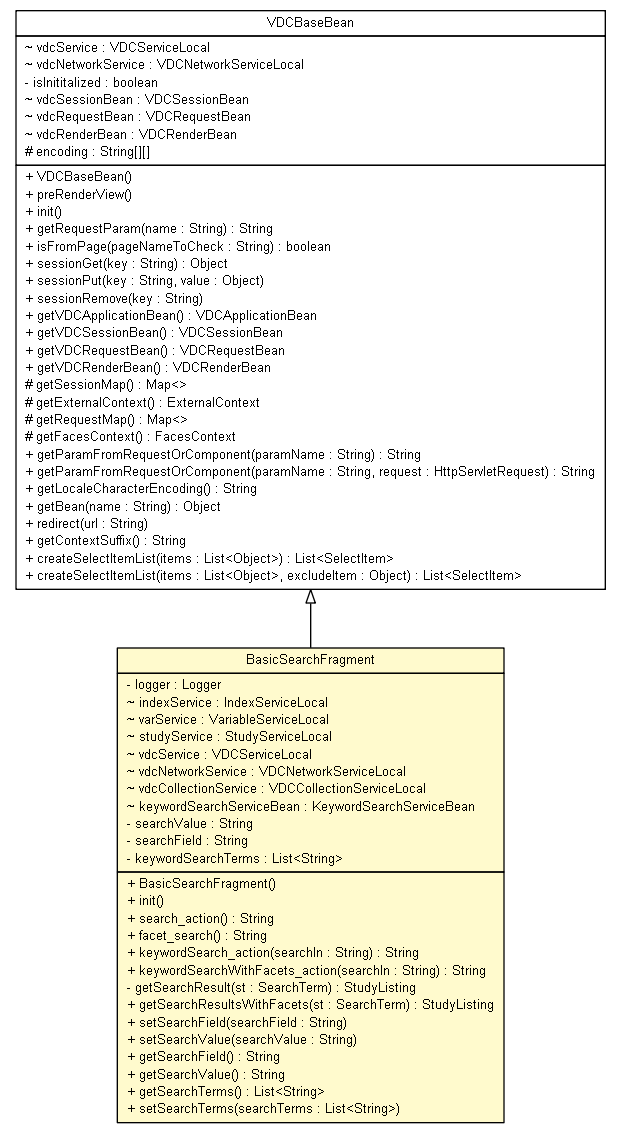 VDCBaseBean
~ vdcService : VDCServiceLocal
~ vdcNetworkService : VDCNetworkServiceLocal
- isInititalized : boolean
~ vdcSessionBean : VDCSessionBean
~ vdcRequestBean : VDCRequestBean
~ vdcRenderBean : VDCRenderBean
# encoding : String[][]
+ VDCBaseBean()
+ preRenderView()
+ init()
+ getRequestParam(name : String) : String
+ isFromPage(pageNameToCheck : String) : boolean
+ sessionGet(key : String) : Object
+ sessionPut(key : String, value : Object)
+ sessionRemove(key : String)
+ getVDCApplicationBean() : VDCApplicationBean
+ getVDCSessionBean() : VDCSessionBean
+ getVDCRequestBean() : VDCRequestBean
+ getVDCRenderBean() : VDCRenderBean
# getSessionMap() : Map<>
# getExternalContext() : ExternalContext
# getRequestMap() : Map<>
# getFacesContext() : FacesContext
+ getParamFromRequestOrComponent(paramName : String) : String
+ getParamFromRequestOrComponent(paramName : String, request : HttpServletRequest) : String
+ getLocaleCharacterEncoding() : String
+ getBean(name : String) : Object
+ redirect(url : String)
+ getContextSuffix() : String
+ createSelectItemList(items : List<Object>) : List<SelectItem>
+ createSelectItemList(items : List<Object>, excludeItem : Object) : List<SelectItem>
BasicSearchFragment
- logger : Logger
~ indexService : IndexServiceLocal
~ varService : VariableServiceLocal
~ studyService : StudyServiceLocal
~ vdcService : VDCServiceLocal
~ vdcNetworkService : VDCNetworkServiceLocal
~ vdcCollectionService : VDCCollectionServiceLocal
~ keywordSearchServiceBean : KeywordSearchServiceBean
- searchValue : String
- searchField : String
- keywordSearchTerms : List<String>
+ BasicSearchFragment()
+ init()
+ search_action() : String
+ facet_search() : String
+ keywordSearch_action(searchIn : String) : String
+ keywordSearchWithFacets_action(searchIn : String) : String
- getSearchResult(st : SearchTerm) : StudyListing
+ getSearchResultsWithFacets(st : SearchTerm) : StudyListing
+ setSearchField(searchField : String)
+ setSearchValue(searchValue : String)
+ getSearchField() : String
+ getSearchValue() : String
+ getSearchTerms() : List<String>
+ setSearchTerms(searchTerms : List<String>)